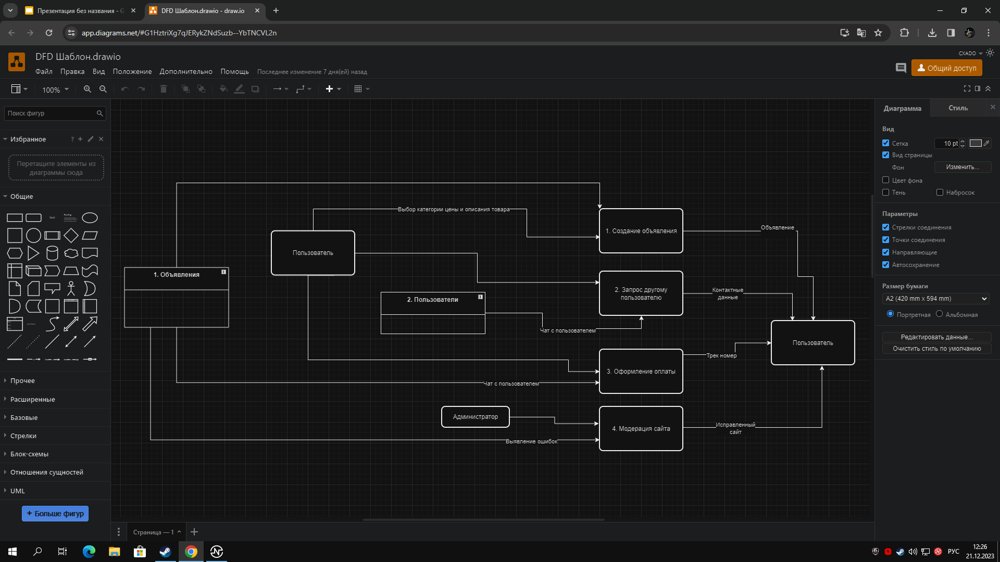 Презентация без названия - G
DFD Шаблон.drawio - draw.io
app.diagrams.net/#G1HztriXg7qJERykZNdSuzb--YbTNCVL2n
DFD Шаблон.drawio
CXADO
Файл Правка Вид Положение Дополнительно Помощь Последнее изменение 7 дня(ей) назад
Общий доступ
100%
Поиск фигур
Избранное
?
Перетащите элементы из
диаграммы сюда
Общие
Text
Heading
List Item
Прочее
Расширенные
Базовые
Стрелки
Блок-схемы
Отношения сущностей
UML
+ Больше фигур
Выбор категории цены и описания товара
1. Создание объявления
Объявление
Пользователь
1. Объявления
2. Пользователи
2. Запрос другому
пользователю
Контактные
данные
Чат с пользователем
Пользователь
Трек номер
3. Оформление оплаты
Чат с пользователем
Администратор
4. Модерация сайта
Исправленный
сайт
Выявление ошибок
Страница — 1
Диаграмма
Стиль
Вид
Сетка
10 pt
Вид страницы
Фон
Изменить...
Цвет фона
Тень
Набросок
Параметры
Стрелки соединения
Точки соединения
Направляющие
Автосохранение
Размер бумаги
A2 (420 mm x 594 mm)
Портретная
Альбомная
Редактировать данные...
Очистить стиль по умолчанию
РУС
12:26
21.12.2023